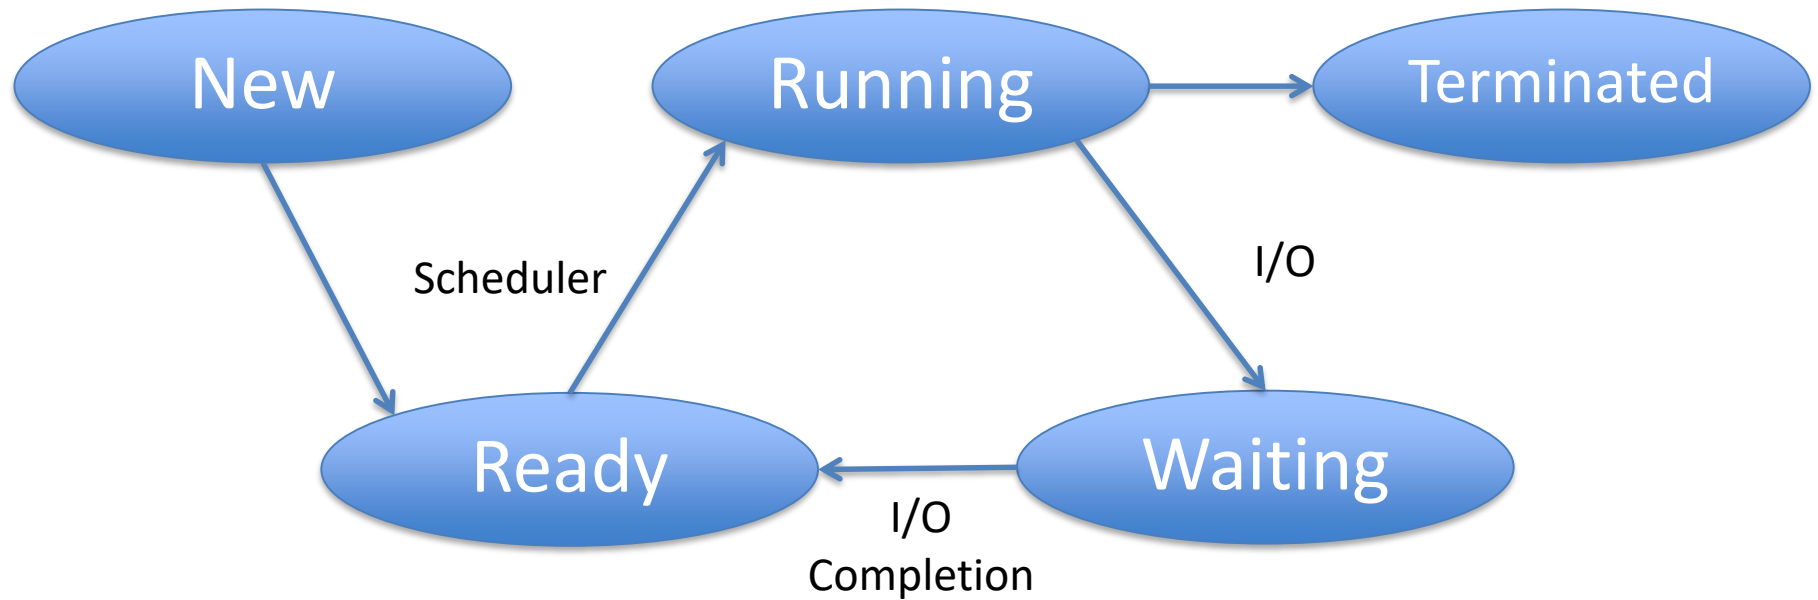 New
Running
Terminated
Scheduler
I/O
Ready
Waiting
I/O
Completion